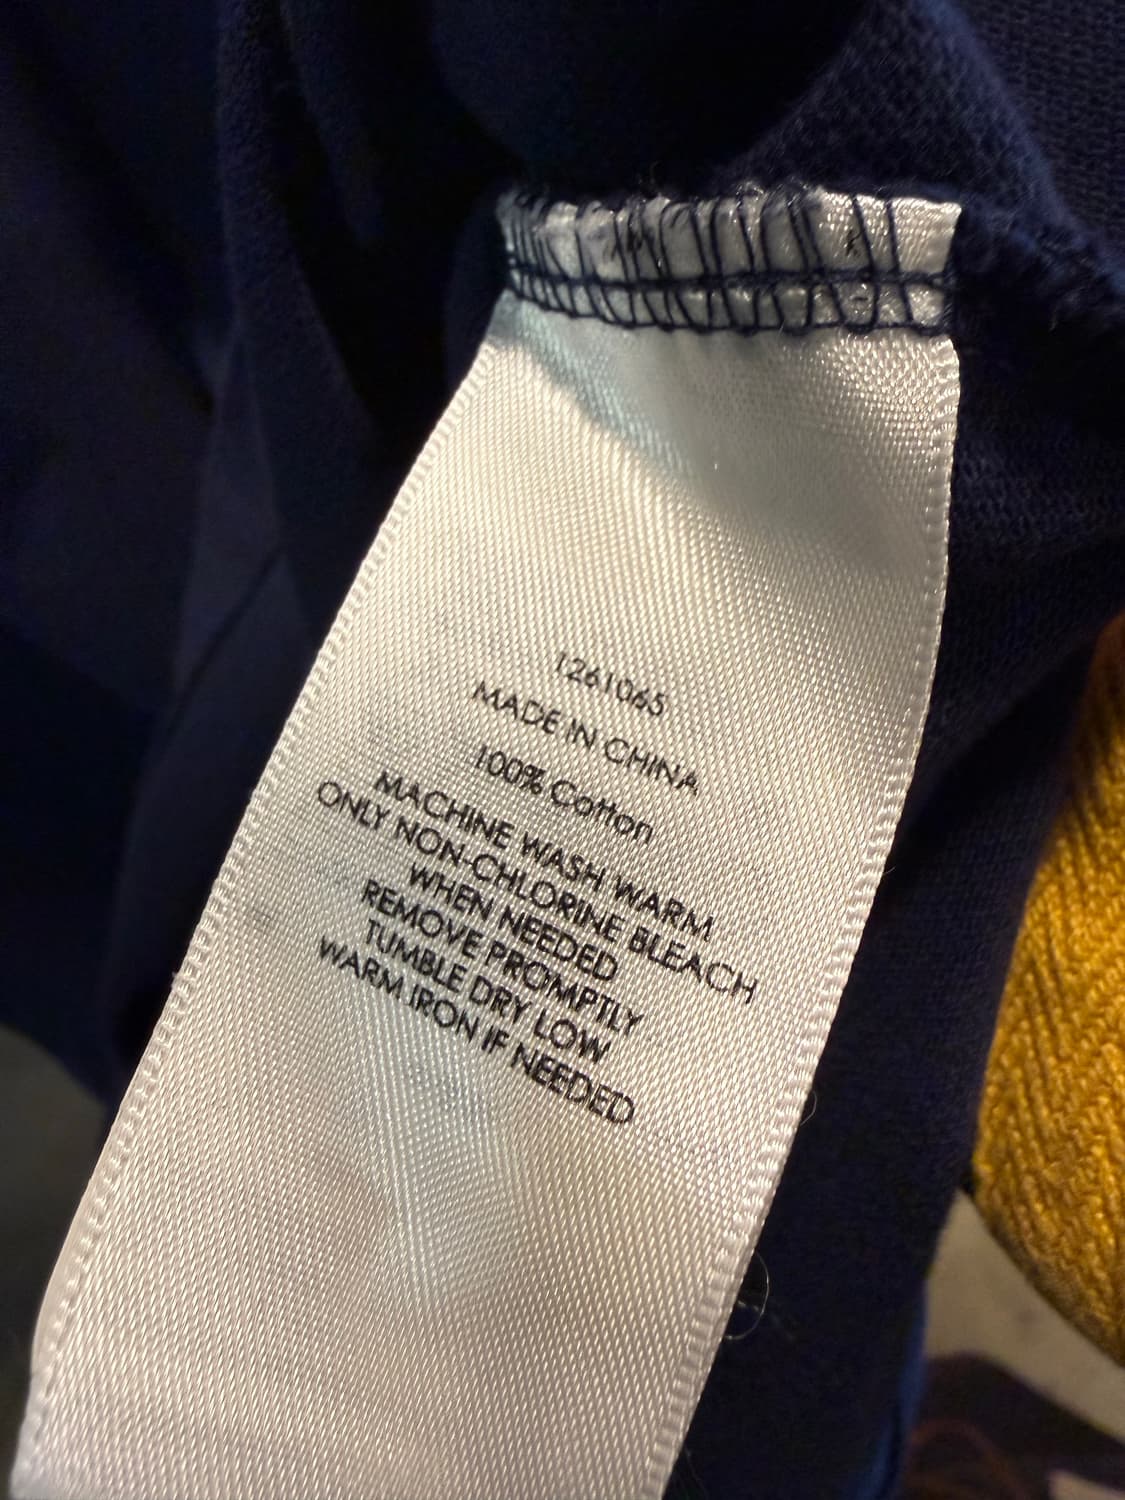 1261065
MADE IN CHINA
100% Cotton
MACHINE WASH WARM
ONLY NON-CHLORINE BLEACH
WHEN NEEDED
REMOVE PROMPTLY
TUMBLE DRY LOW
WARM IRON IF NEEDED